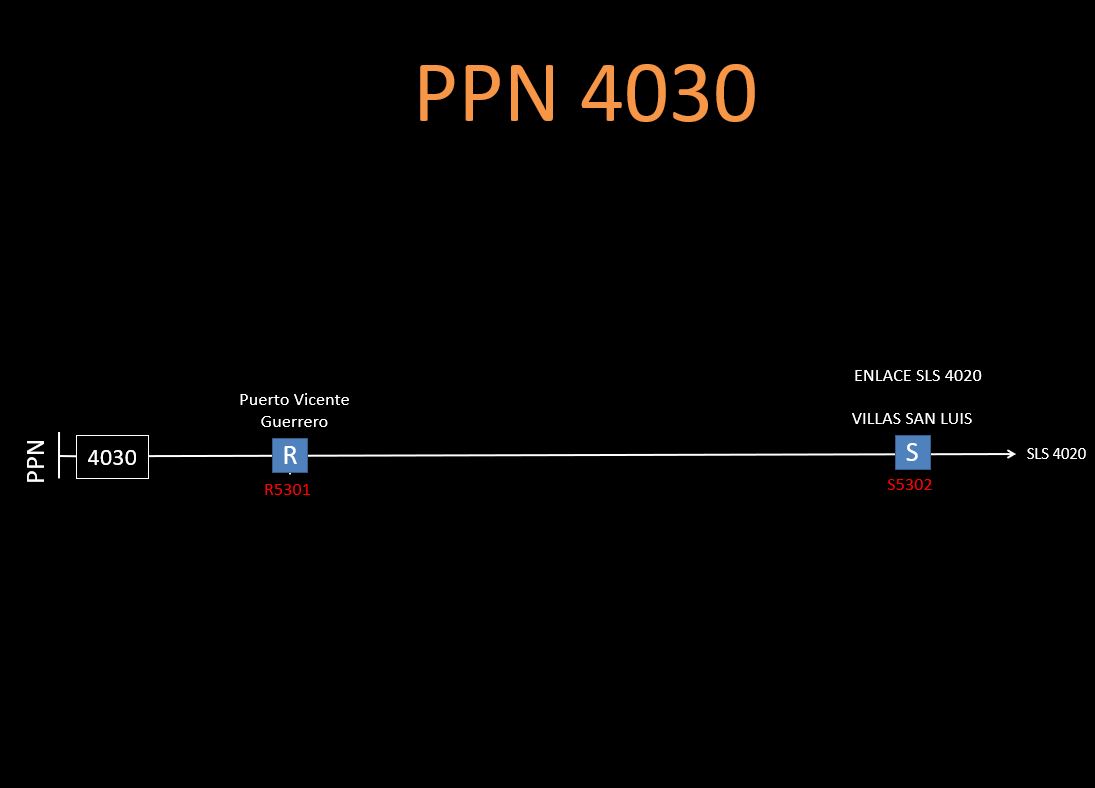 PPN 4030
ENLACE SLS 4020
Puerto Vicente
Guerrero
VILLAS SAN LUIS
PPN
4030
R
S
SLS 4020
R5301
S5302